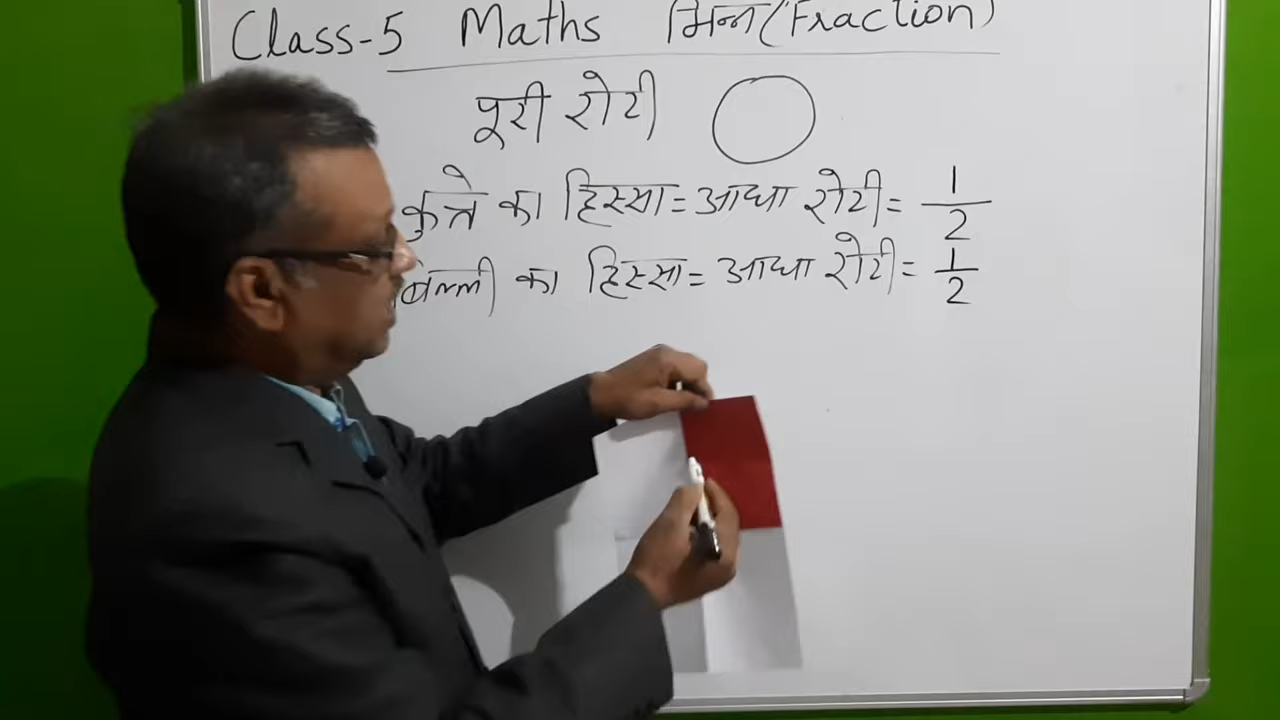 Class-5 Maths भिन्न (Fraction)
पूरी रोटी
कुत्ते का हिस्सा = आधा रोटी = 1/2
बिल्ली का हिस्सा = आधा रोटी = 1/2